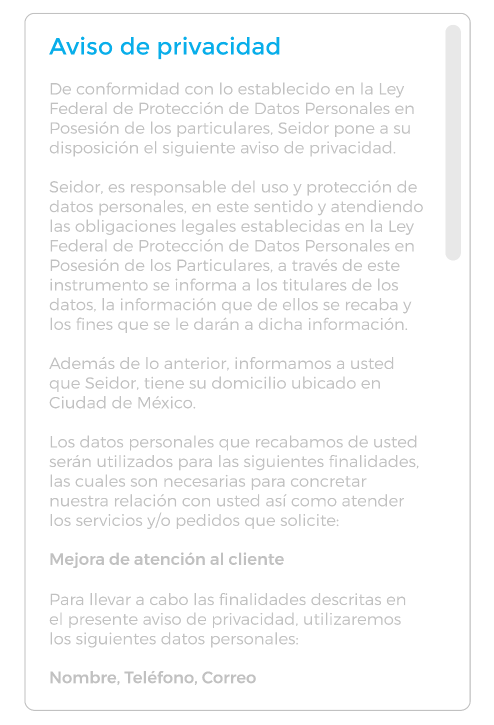 Aviso de privacidad
De conformidad con lo establecido en la Ley
Federal de Protección de Datos Personales en
Posesión de los particulares, Seidor pone a su
disposición el siguiente aviso de privacidad.
Seidor, es responsable del uso y protección de
datos personales, en este sentido y atendiendo
las obligaciones legales establecidas en la Ley
Federal de Protección de Datos Personales en
Posesión de los Particulares, a través de este
instrumento se informa a los titulares de los
datos, la información que de ellos se recaba y
los fines que se le darán a dicha información.
Además de lo anterior, informamos a usted
que Seidor, tiene su domicilio ubicado en
Ciudad de México.
Los datos personales que recabamos de usted
serán utilizados para las siguientes finalidades,
las cuales son necesarias para concretar
nuestra relación con usted así como atender
los servicios y/o pedidos que solicite:
Mejora de atención al cliente
Para llevar a cabo las finalidades descritas en
el presente aviso de privacidad, utilizaremos
los siguientes datos personales:
Nombre, Teléfono, Correo